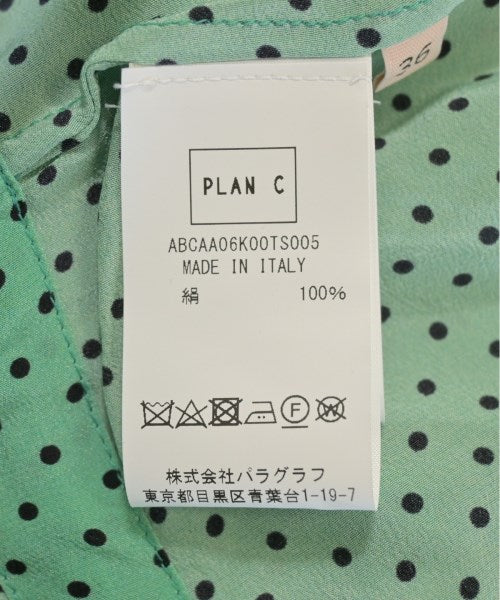 36
PLAN C
ABCAA06K00TS005
MADE IN ITALY
絹 100%
F
W
株式会社パラグラフ
東京都目黒区青葉台1-19-7